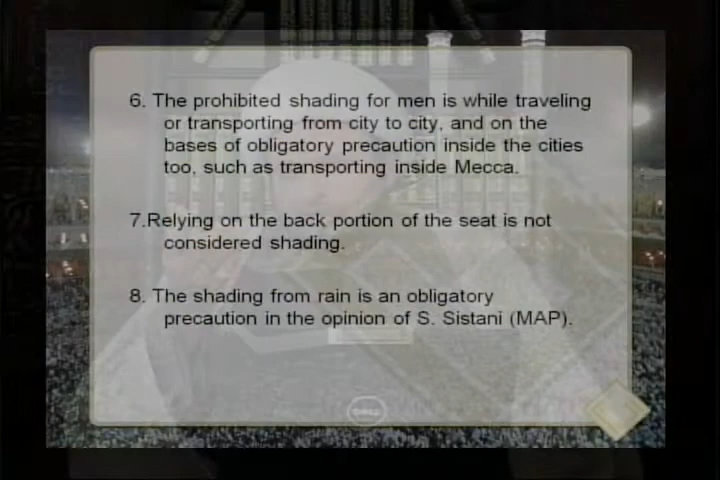 6. The prohibited shading for men is while traveling
or transporting from city to city, and on the
bases of obligatory precaution inside the cities
too, such as transporting inside Mecca.
7.Relying on the back portion of the seat is not
considered shading.
8. The shading from rain is an obligatory
precaution in the opinion of S. Sistani (MAP).
DELL